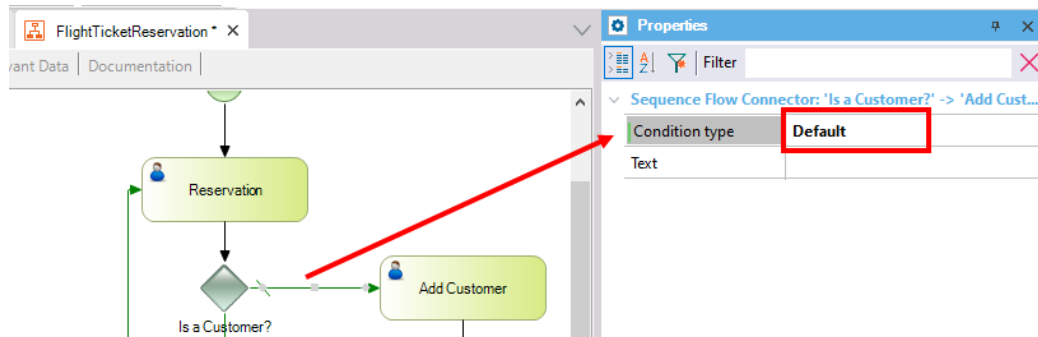 FlightTicketReservation *
vant Data | Documentation
Reservation
Is a Customer?
Add Customer
Properties
Filter
Sequence Flow Connector: 'Is a Customer?' -> 'Add Cust...
Condition type Default
Text